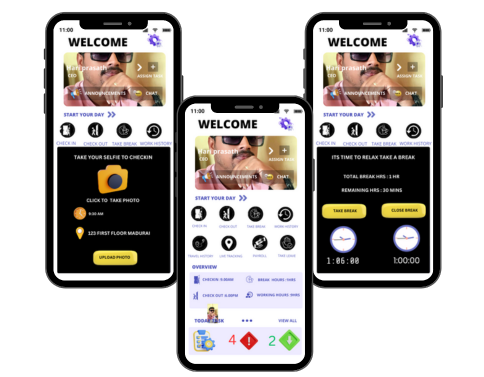 11:00
WELCOME
Hari prasath
CEO
ASSIGN TASK
ANNOUNCEMENTS
CHAT
START YOUR DAY
CHECK IN
CHECK OUT
TAKE BREAK
WORK HISTORY
TAKE YOUR SELFIE TO CHECKIN
CLICK TO TAKE PHOTO
9:30 AM
123 FIRST FLOOR MADURAI
UPLOAD PHOTO
11:00
WELCOME
Hari prasath
CEO
ASSIGN TASK
ANNOUNCEMENTS
CHAT
START YOUR DAY
CHECK IN
CHECK OUT
TAKE BREAK
WORK HISTORY
TRAVEL HISTORY
LIVE TRACKING
PAYROLL
TAKE LEAVE
OVERVIEW
CHECKIN 9:30AM
BREAK HOURS 1HRS
CHECK OUT 6:30PM
WORKING HOURS 9HRS
VIEW ALL
4
2
11:00
WELCOME
Hari prasath
CEO
ASSIGN TASK
ANNOUNCEMENTS
CHAT
START YOUR DAY
CHECK IN
CHECK OUT
TAKE BREAK
WORK HISTORY
ITS TIME TO RELAX TAKE A BREAK
TOTAL BREAK HRS : 1 HR
REMAINING HRS : 30 MINS
TAKE BREAK
CLOSE BREAK
1:05:00
1:00:00